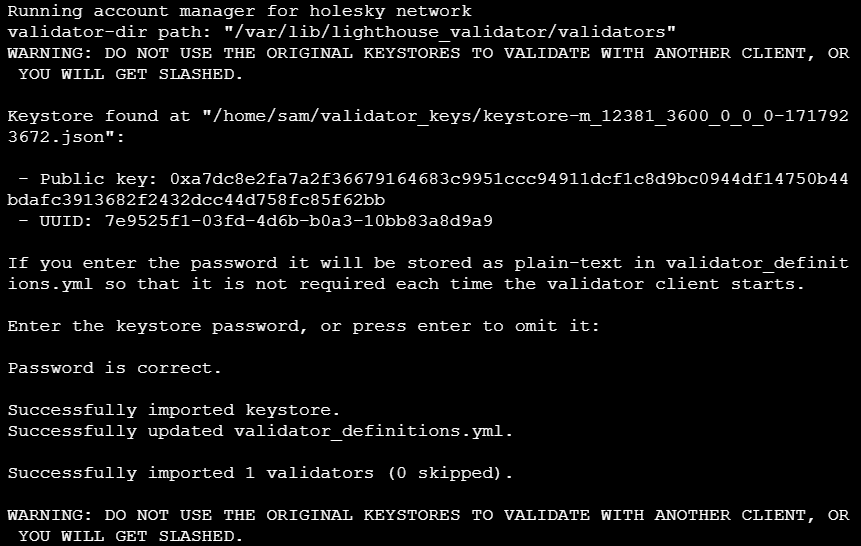 Running account manager for holesky network
validator-dir path: "/var/lib/lighthouse_validator/validators"
WARNING: DO NOT USE THE ORIGINAL KEYSTORES TO VALIDATE WITH ANOTHER CLIENT, OR
YOU WILL GET SLASHED.
Keystore found at "/home/sam/validator_keys/keystore-m_12381_3600_0_0_0-171792
3672.json":
- Public key: 0xa7dc8e2fa7a2f36679164683c9951ccc94911dcf1c8d9bc0944df14750b44
bdafc3913682f2432dcc44d758fc85f62bb
- UUID: 7e9525f1-03fd-4d6b-b0a3-10bb83a8d9a9
If you enter the password it will be stored as plain-text in validator_definit
ions.yml so that it is not required each time the validator client starts.
Enter the keystore password, or press enter to omit it:
Password is correct.
Successfully imported keystore.
Successfully updated validator_definitions.yml.
Successfully imported 1 validators (0 skipped).
WARNING: DO NOT USE THE ORIGINAL KEYSTORES TO VALIDATE WITH ANOTHER CLIENT, OR
YOU WILL GET SLASHED.